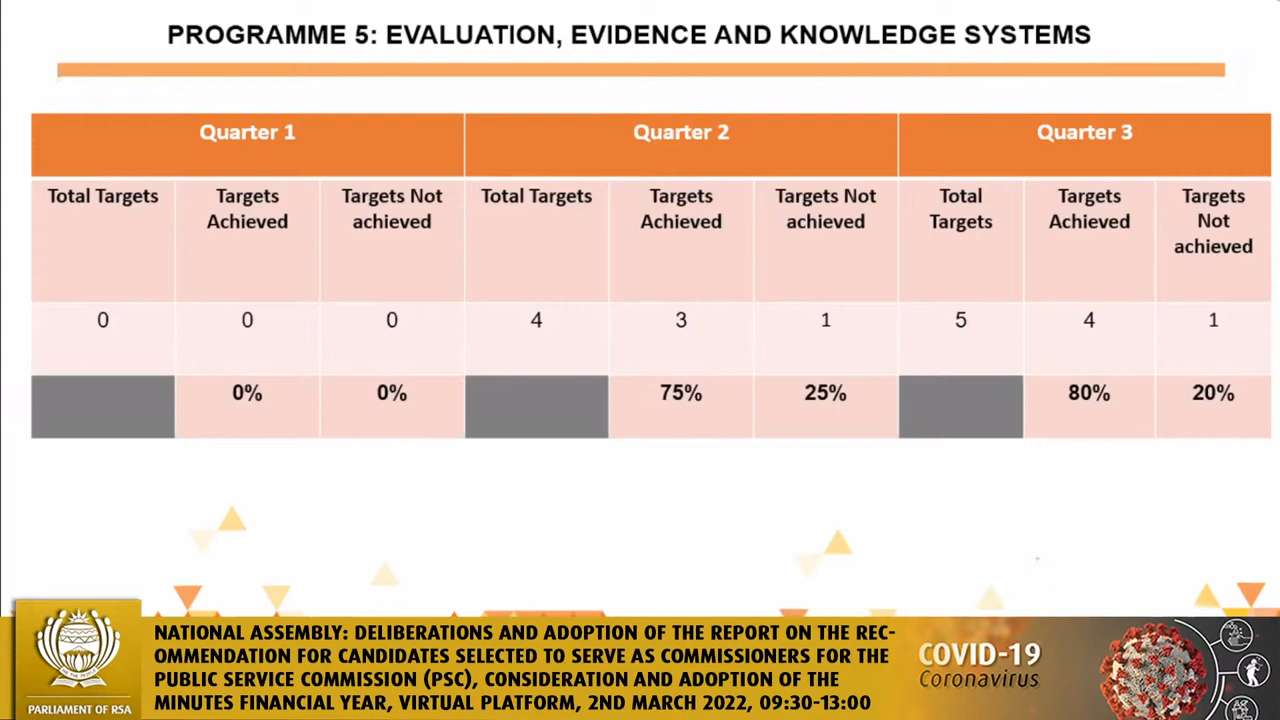 PROGRAMME 5: EVALUATION, EVIDENCE AND KNOWLEDGE SYSTEMS
Quarter 1 Quarter 2 Quarter 3
Total Targets Targets Achieved Targets Not achieved Total Targets Targets Achieved Targets Not achieved Total Targets Targets Achieved Targets Not achieved
0 0 0 4 3 1 5 4 1
0% 0% 75% 25% 80% 20%
NATIONAL ASSEMBLY: DELIBERATIONS AND ADOPTION OF THE REPORT ON THE REC-
OMMENDATION FOR CANDIDATES SELECTED TO SERVE AS COMMISSIONERS FOR THE
PUBLIC SERVICE COMMISSION (PSC), CONSIDERATION AND ADOPTION OF THE
MINUTES FINANCIAL YEAR, VIRTUAL PLATFORM, 2ND MARCH 2022, 09:30-13:00
PARLIAMENT OF RSA
COVID-19
Coronavirus